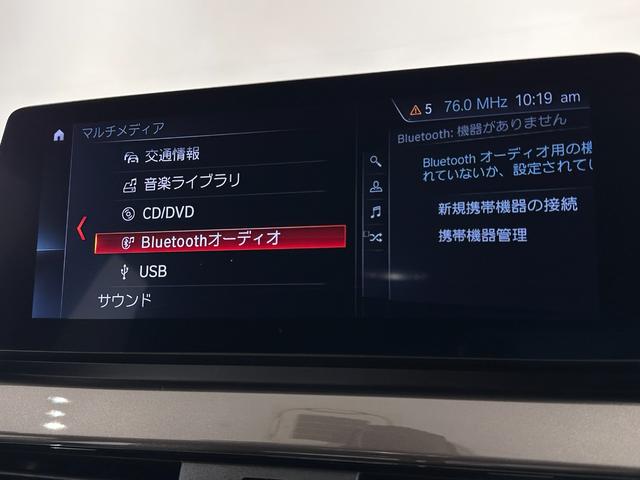 5 76.0 MHz 10:19 am
マルチメディア
交通情報
音楽ライブラリ
CD/DVD
Bluetoothオーディオ
USB
サウンド
Bluetooth: 機器がありません
Bluetooth オーディオ用の機
れていないか、設定されてい
新規携帯機器の接続
携帯機器管理